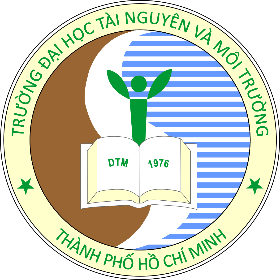 TRƯỜNG ĐẠI HỌC TÀI NGUYÊN VÀ MÔI TRƯỜNG
DTM 1976
THÀNH PHỐ HỒ CHÍ MINH